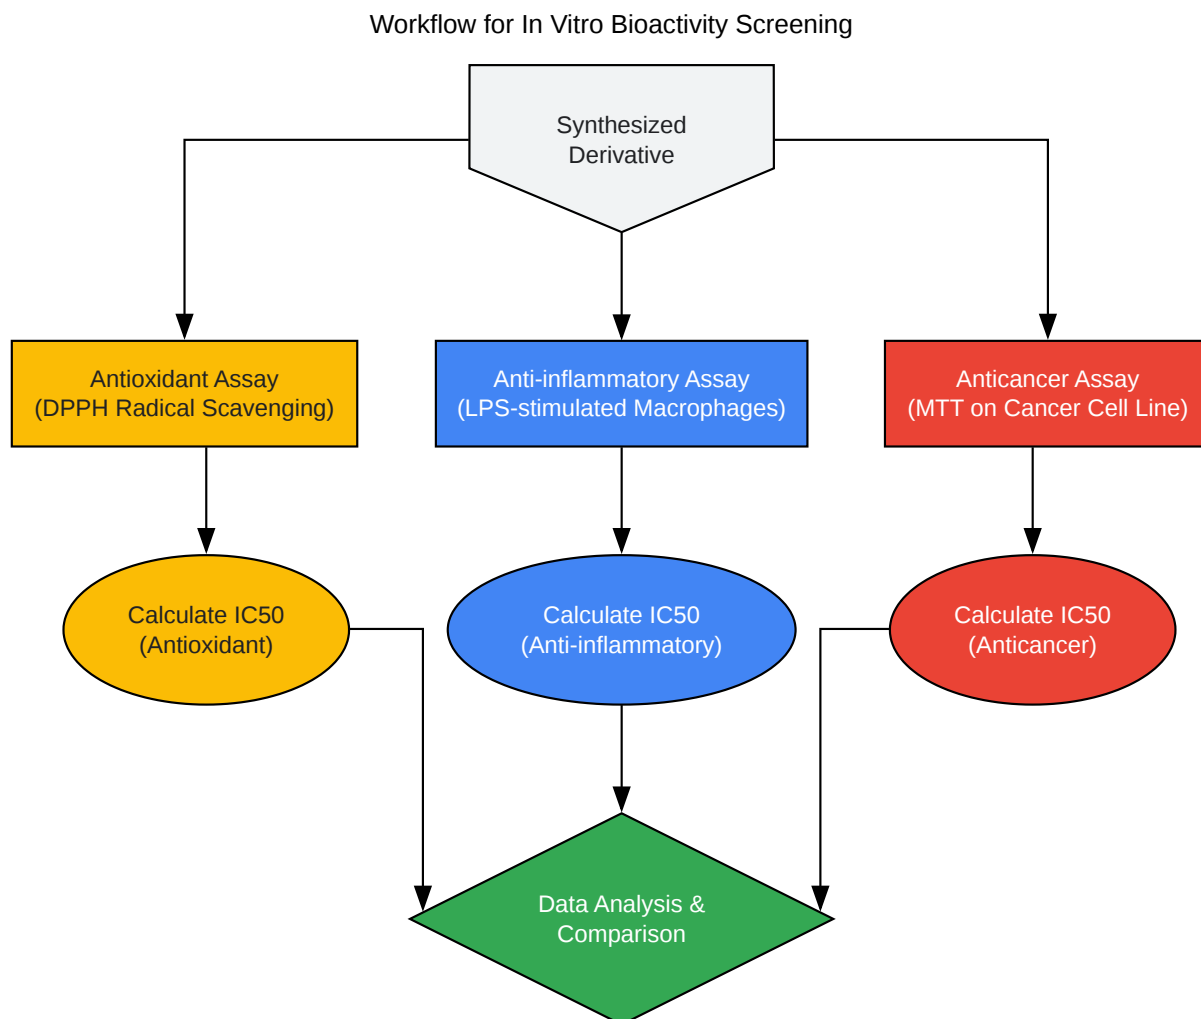 Workflow for In Vitro Bioactivity Screening
Synthesized
Derivative
Antioxidant Assay
(DPPH Radical Scavenging)
Anti-inflammatory Assay
(LPS-stimulated Macrophages)
Anticancer Assay
(MTT on Cancer Cell Line)
Calculate IC50
(Antioxidant)
Calculate IC50
(Anti-inflammatory)
Calculate IC50
(Anticancer)
Data Analysis &
Comparison